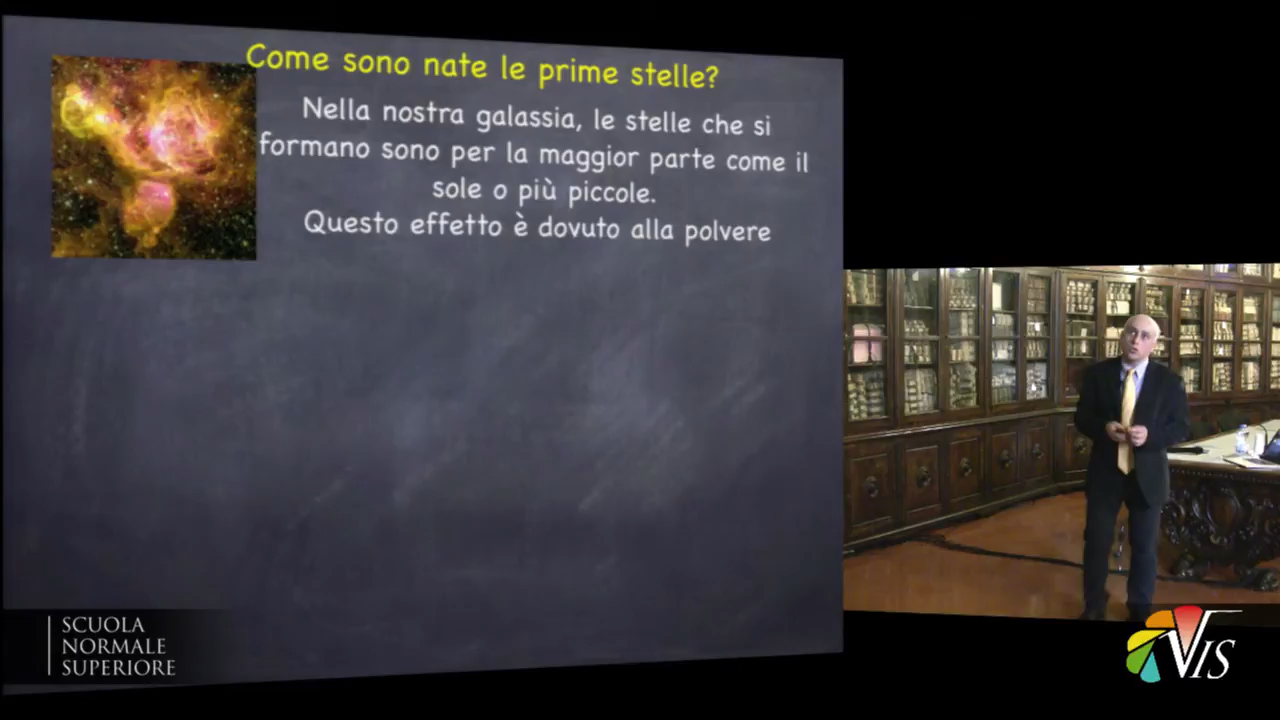 Come sono nate le prime stelle?
Nella nostra galassia, le stelle che si
formano sono per la maggior parte come il
sole o più piccole.
Questo effetto è dovuto alla polvere
SCUOLA
NORMALE
SUPERIORE
VIS